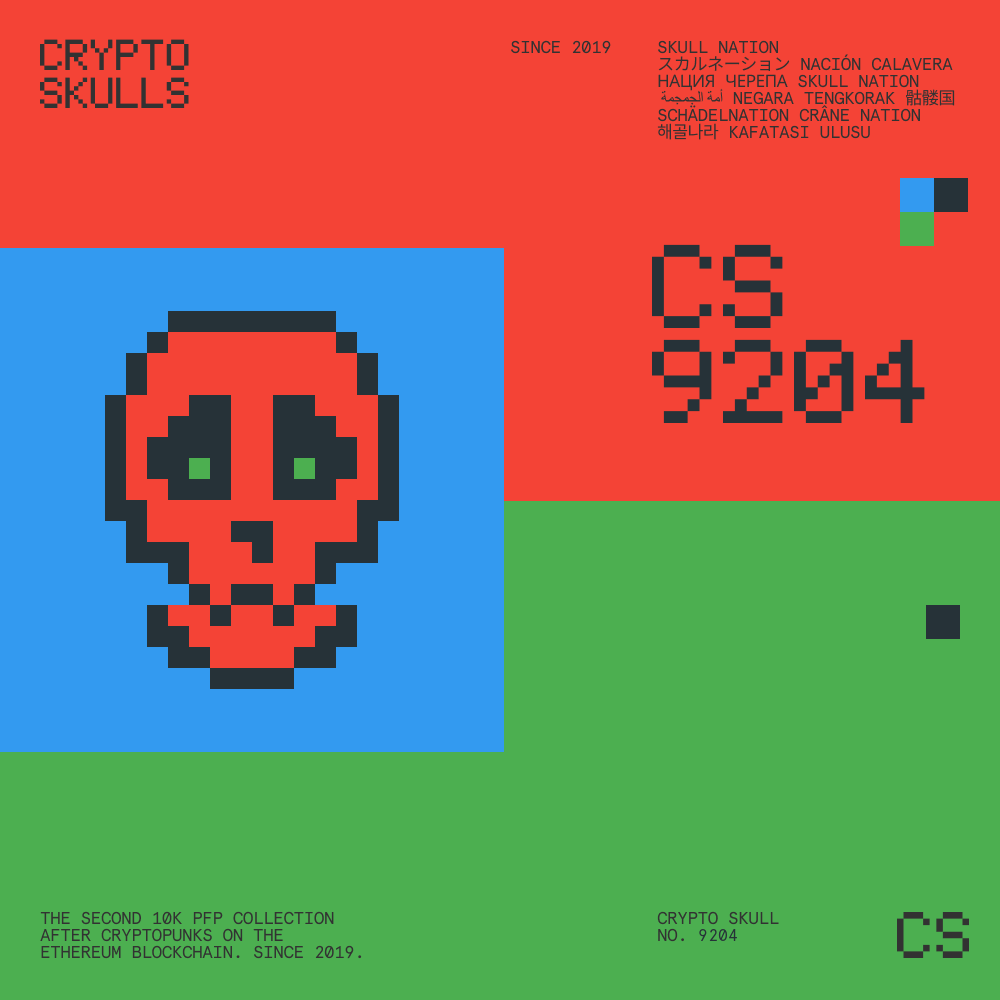 CRYPTO
SKULLS
SINCE 2019
SKULL NATION
スカルネーション NACIÓN CALAVERA
НАЦИЯ ЧЕРЕПА SKULL NATION
أمة الجمجمة NEGARA TENGKORAK 骷髅国
SCHÄDELNATION CRÂNE NATION
해골나라 KAFATASI ULUSU
CS
9204
THE SECOND 10K PFP COLLECTION
AFTER CRYPTOPUNKS ON THE
ETHEREUM BLOCKCHAIN. SINCE 2019.
CRYPTO SKULL
NO. 9204
CS